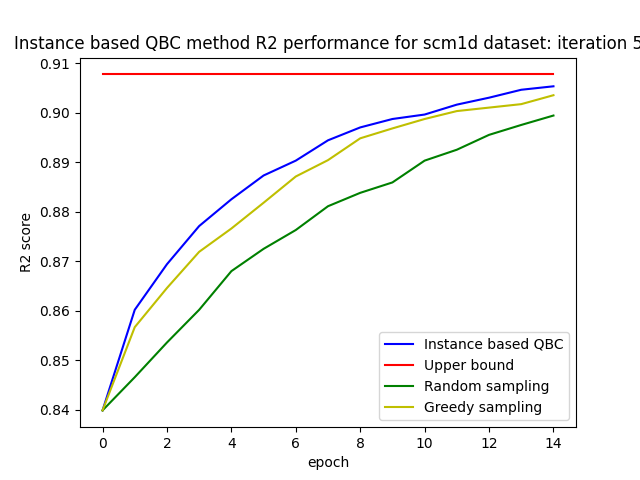 Instance based QBC method R2 performance for scm1d dataset: iteration 5
0.91
0.90
0.89
0.88
0.87
0.86
0.85
0.84
R2 score
Instance based QBC
Upper bound
Random sampling
Greedy sampling
0 2 4 6 8 10 12 14
epoch